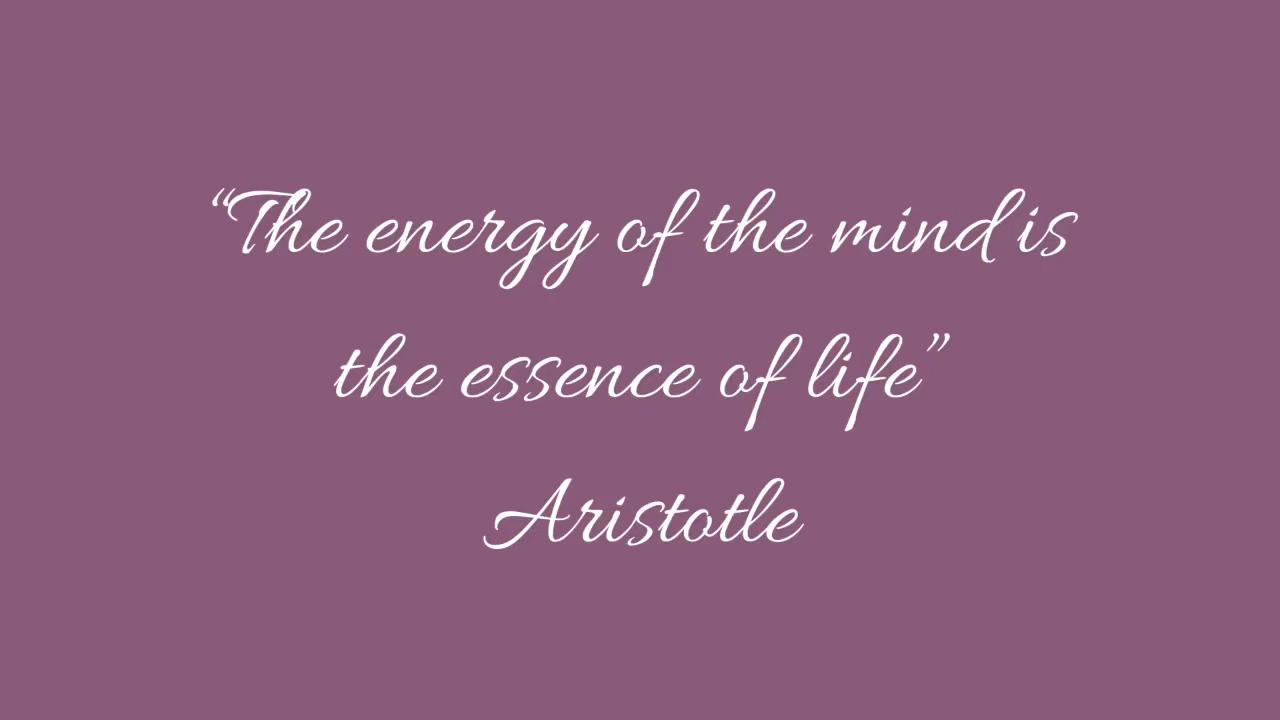 “The energy of the mind is
the essence of life”
Aristotle